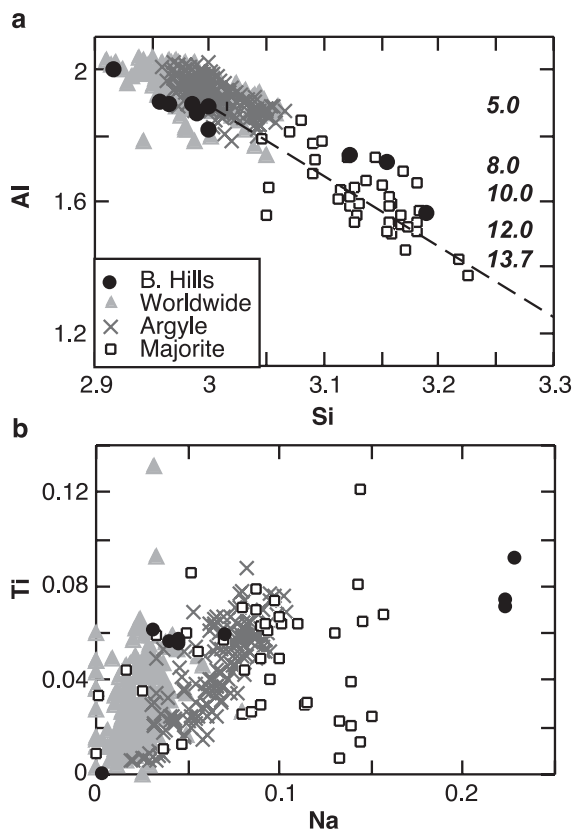 a
2
1.6
1.2
Al
5.0
8.0
10.0
12.0
13.7
B. Hills
Worldwide
Argyle
Majorite
2.9 3 3.1 3.2 3.3
Si
b
0.12
0.08
0.04
0
Ti
0 0.1 0.2
Na